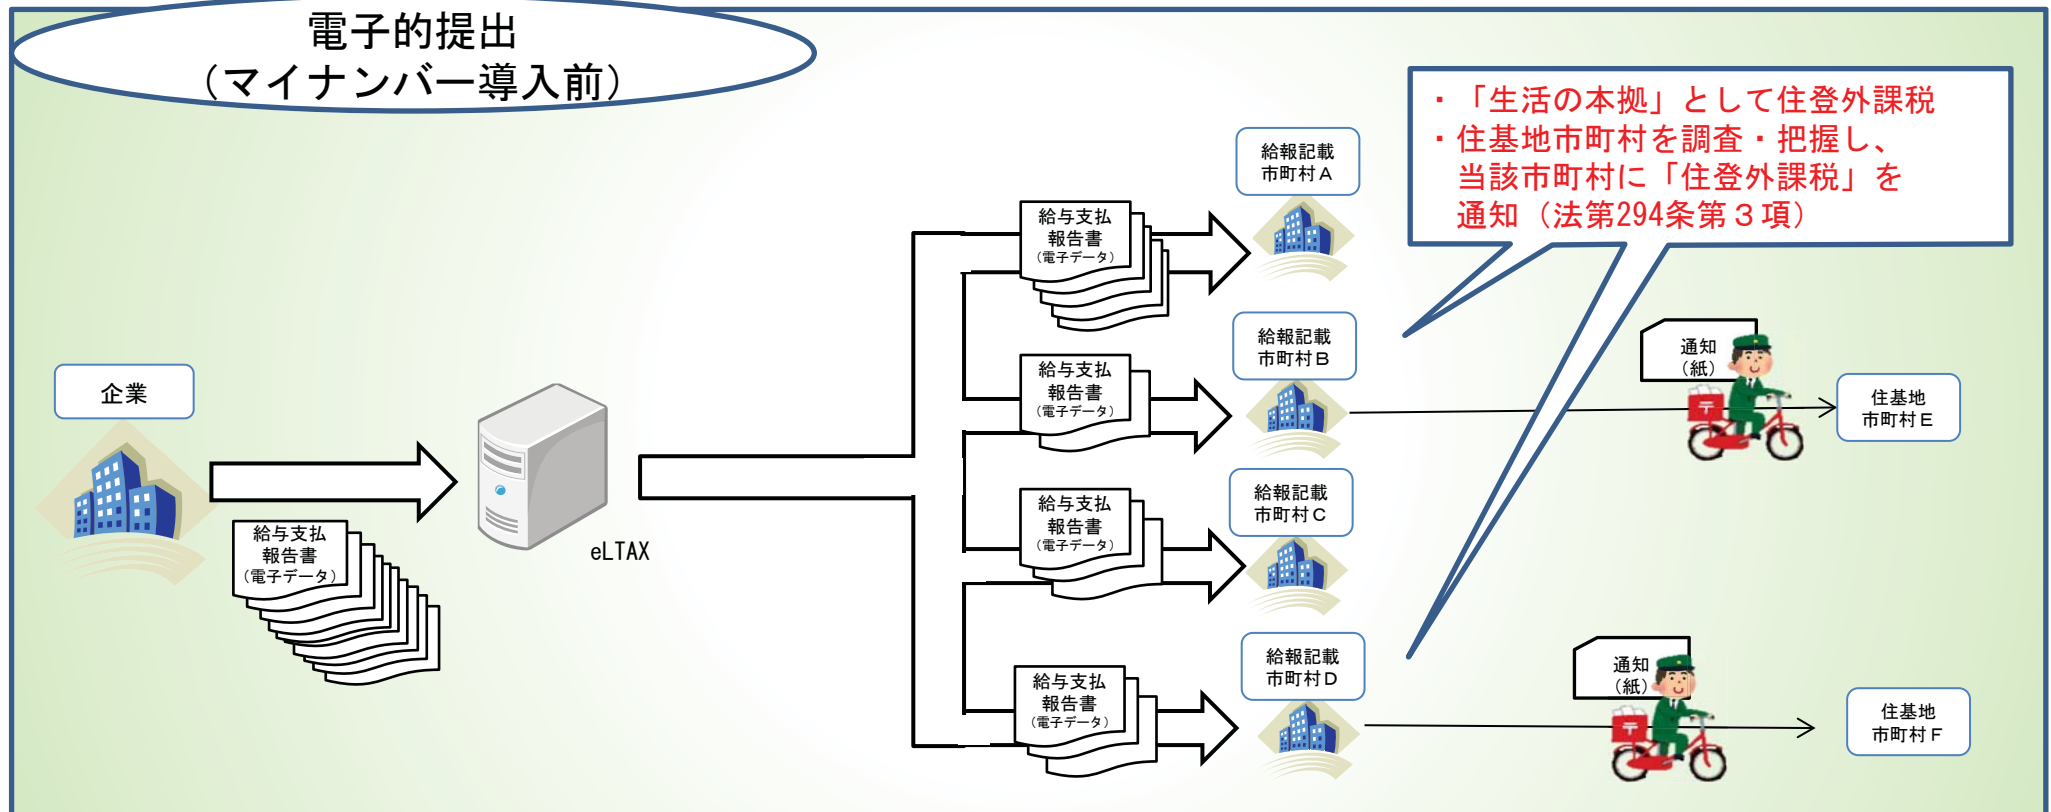 電子的提出
（マイナンバー導入前）
・「生活の本拠」として住登外課税
・住基地市町村を調査・把握し、
当該市町村に「住登外課税」を
通知（法第294条第３項）
企業
給与支払
報告書
（電子データ）
eLTAX
給与支払
報告書
（電子データ）
給報記載
市町村Ａ
給与支払
報告書
（電子データ）
給報記載
市町村Ｂ
通知
（紙）
〒
住基地
市町村Ｅ
給与支払
報告書
（電子データ）
給報記載
市町村Ｃ
給与支払
報告書
（電子データ）
給報記載
市町村Ｄ
通知
（紙）
〒
住基地
市町村Ｆ